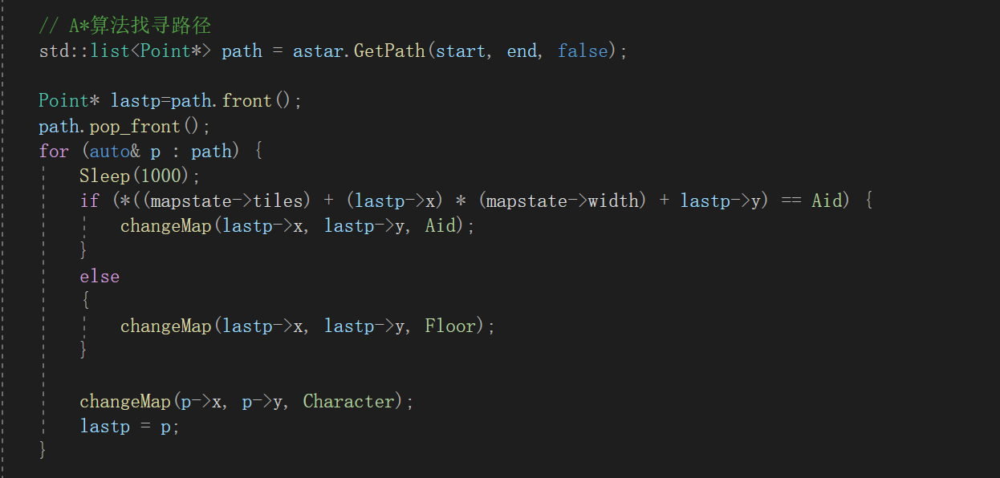 // A*算法找寻路径
std::list<Point*> path = astar.GetPath(start, end, false);
Point* lastp=path.front();
path.pop_front();
for (auto& p : path) {
Sleep(1000);
if (*((mapstate->tiles) + (lastp->x) * (mapstate->width) + lastp->y) == Aid) {
changeMap(lastp->x, lastp->y, Aid);
}
else
{
changeMap(lastp->x, lastp->y, Floor);
}
changeMap(p->x, p->y, Character);
lastp = p;
}